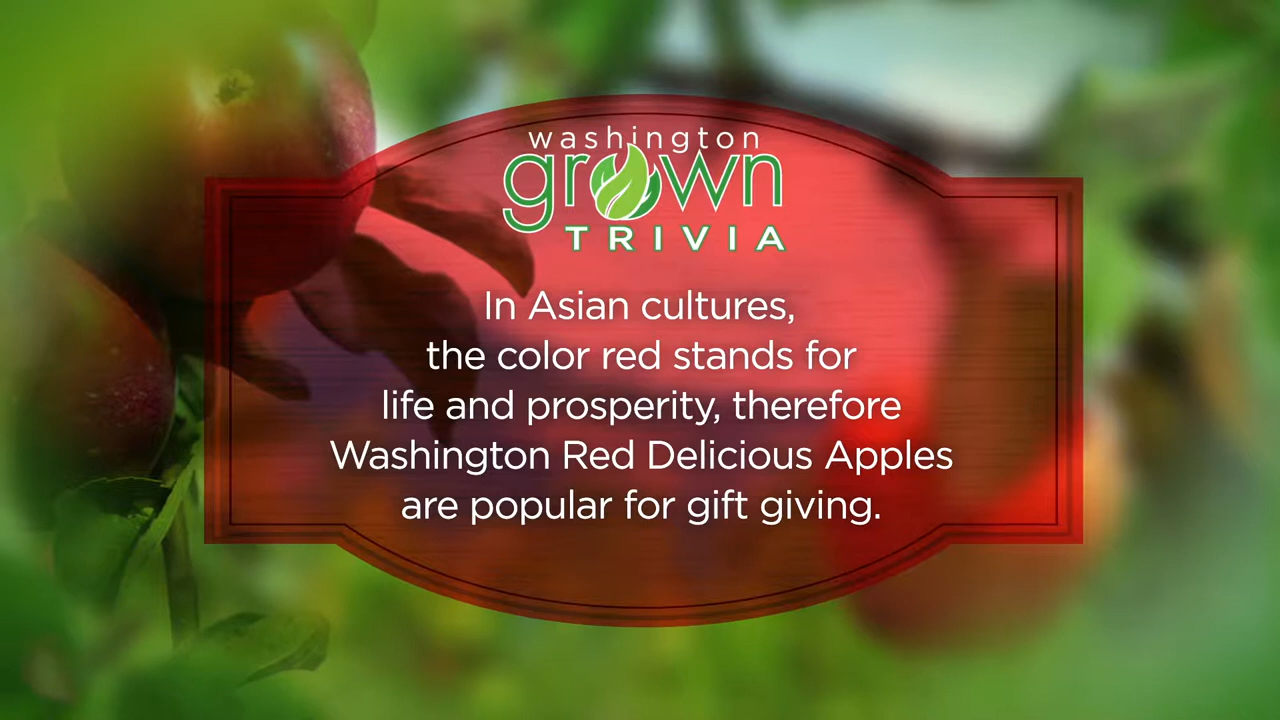 washington
grown
TRIVIA
In Asian cultures,
the color red stands for
life and prosperity, therefore
Washington Red Delicious Apples
are popular for gift giving.